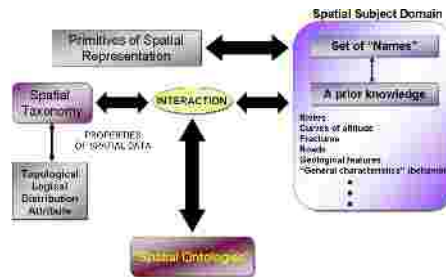 Spatial Subject Domain
Primitives of Spatial
Representation
Set of "Names"
A prior knowledge
Spatial
Taxonomy
INTERACTION
PROPERTIES
OF SPATIAL DATA
Topological
Logical
Distribution
Attribute
Curves of altitude
Fractures
Roads
Geological features
"General characteristics" (behavior
"Spatial Ontologies"